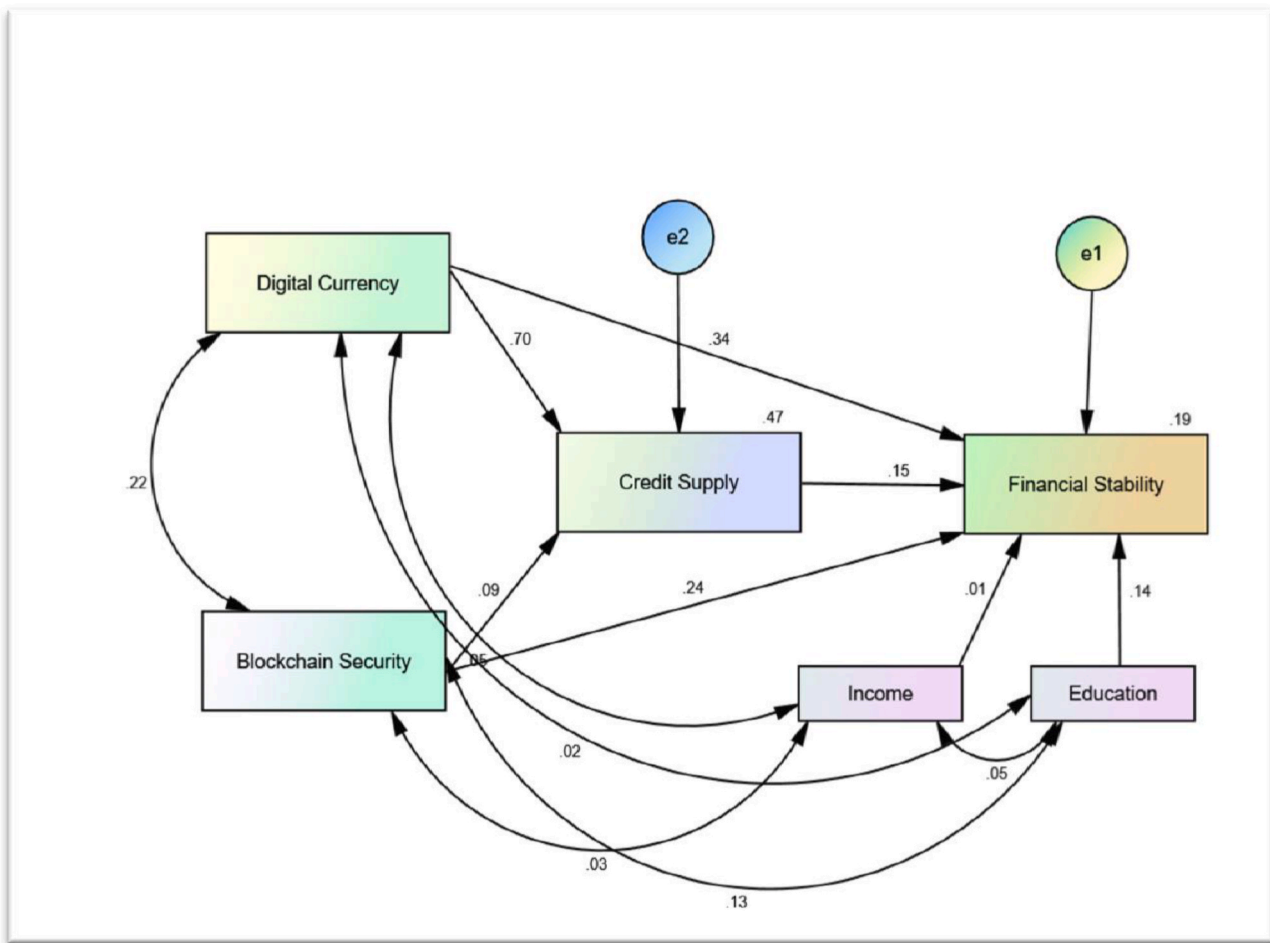 e2
e1
Digital Currency
.70
.34
.47
.19
Credit Supply
.15
Financial Stability
.22
.09
.24
.01
.14
.05
Blockchain Security
Income
Education
.02
.05
.03
.13